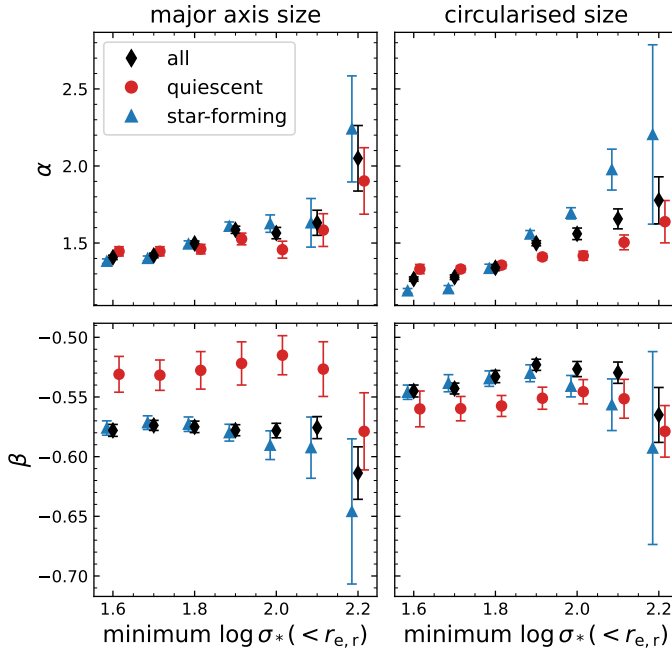 major axis size circularised size
all
quiescent
star-forming
α
2.5
2.0
1.5
β
−0.50
−0.55
−0.60
−0.65
−0.70
1.6 1.8 2.0 2.2 1.6 1.8 2.0 2.2
minimum log σ*(< r_e,r) minimum log σ*(< r_e,r)